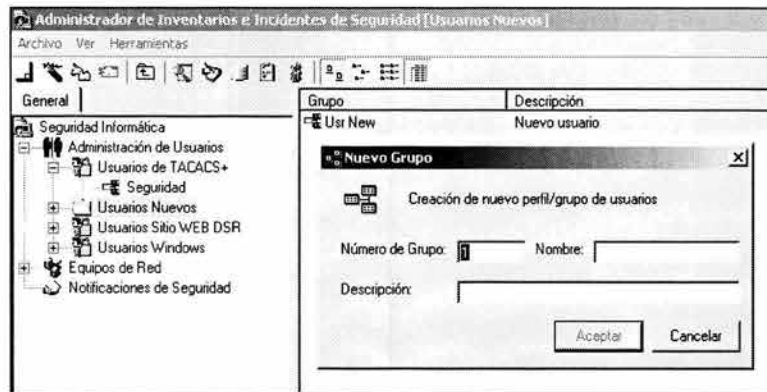 Administrador de Inventarios e Incidentes de Seguridad [Usuarios Nuevos]
Archivo Ver Herramientas
General
Grupo Descripción
Usr New Nuevo usuario
Seguridad Informática
Administración de Usuarios
Usuarios de TACACS+
Seguridad
Usuarios Nuevos
Usuarios Sitio WEB DSR
Usuarios Windows
Equipos de Red
Notificaciones de Seguridad
Nuevo Grupo
Creación de nuevo perfil/grupo de usuarios
Número de Grupo: 1 Nombre:
Descripción:
Aceptar Cancelar